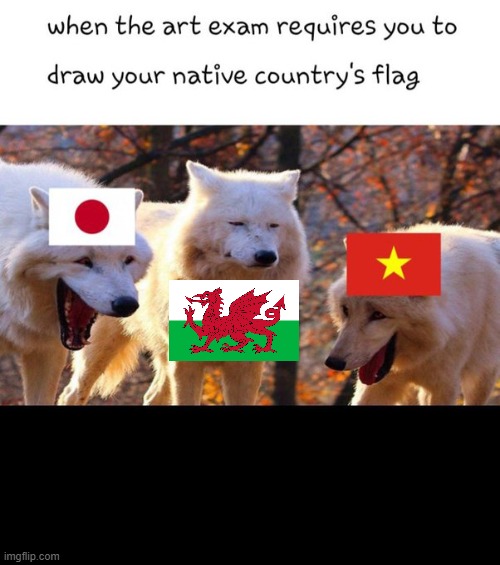 when the art exam requires you to
draw your native country's flag
imgflip.com